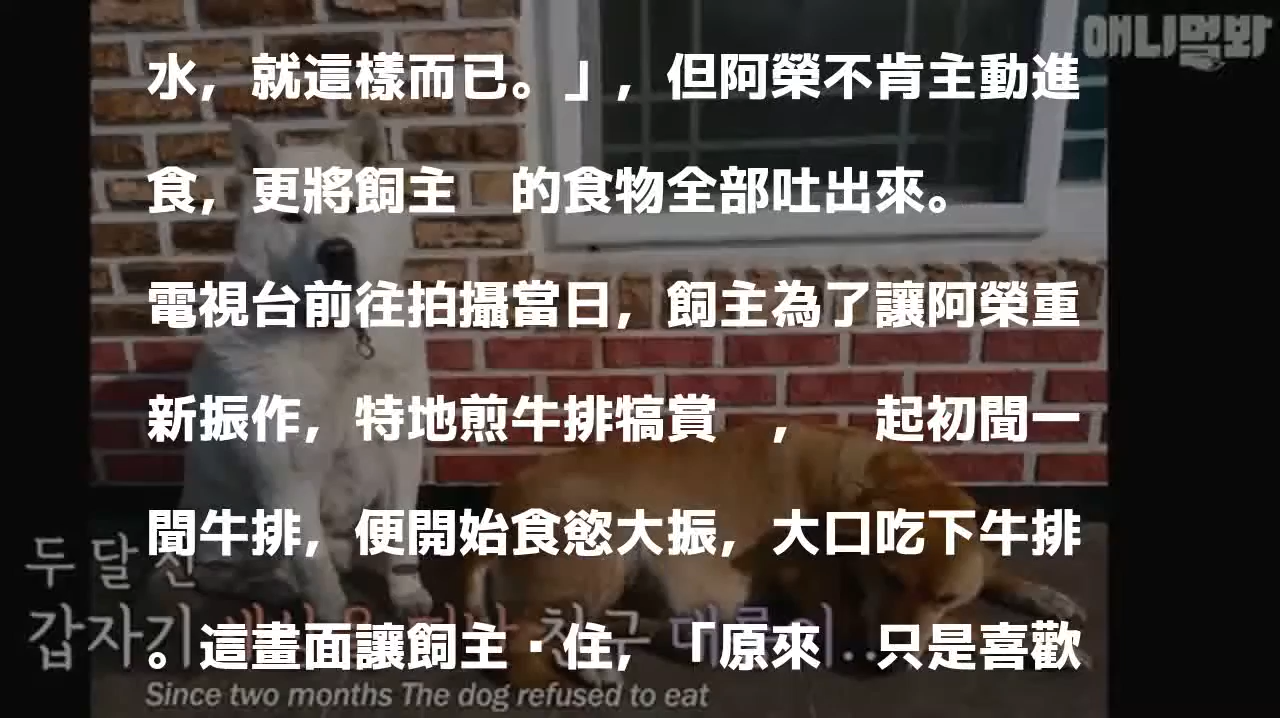 애니멀봐
水，就這樣而已。」，但阿榮不肯主動進
食，更將飼主　的食物全部吐出來。
電視台前往拍攝當日，飼主為了讓阿榮重
新振作，特地煎牛排犒賞　，　起初聞一
聞牛排，便開始食慾大振，大口吃下牛排
두 달 전
갑자기 친구
。這畫面讓飼主▪住，「原來　只是喜歡
Since two months The dog refused to eat